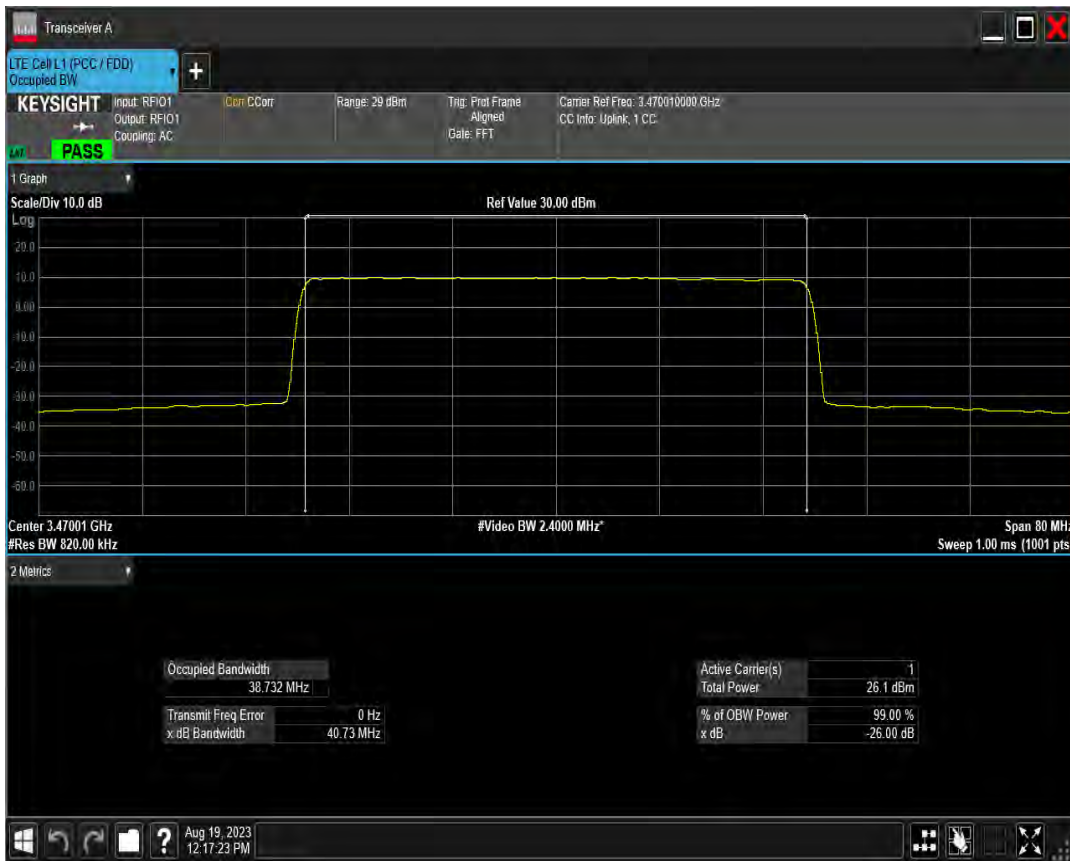 Transceiver A
LTE Cell L1 (PCC / FDD)
Occupied BW
+
KEYSIGHT
Input: RFIO1
Output: RFIO1
Coupling: AC
Corr CCorr
Range: 29 dBm
Trig: Prot Frame
Aligned
Gate: FFT
Carrier Ref Freq: 3.470010000 GHz
CC Info: Uplink, 1 CC
PASS
1 Graph
Scale/Div 10.0 dB
Ref Value 30.00 dBm
Log
20.0
10.0
0.00
-10.0
-20.0
-30.0
-40.0
-50.0
-60.0
Center 3.47001 GHz
#Video BW 2.4000 MHz*
Span 80 MHz
#Res BW 820.00 kHz
Sweep 1.00 ms (1001 pts
2 Metrics
Occupied Bandwidth
38.732 MHz
Transmit Freq Error 0 Hz
x dB Bandwidth 40.73 MHz
Active Carrier(s) 1
Total Power 26.1 dBm
% of OBW Power 99.00 %
x dB -26.00 dB
?
Aug 19, 2023
12:17:23 PM